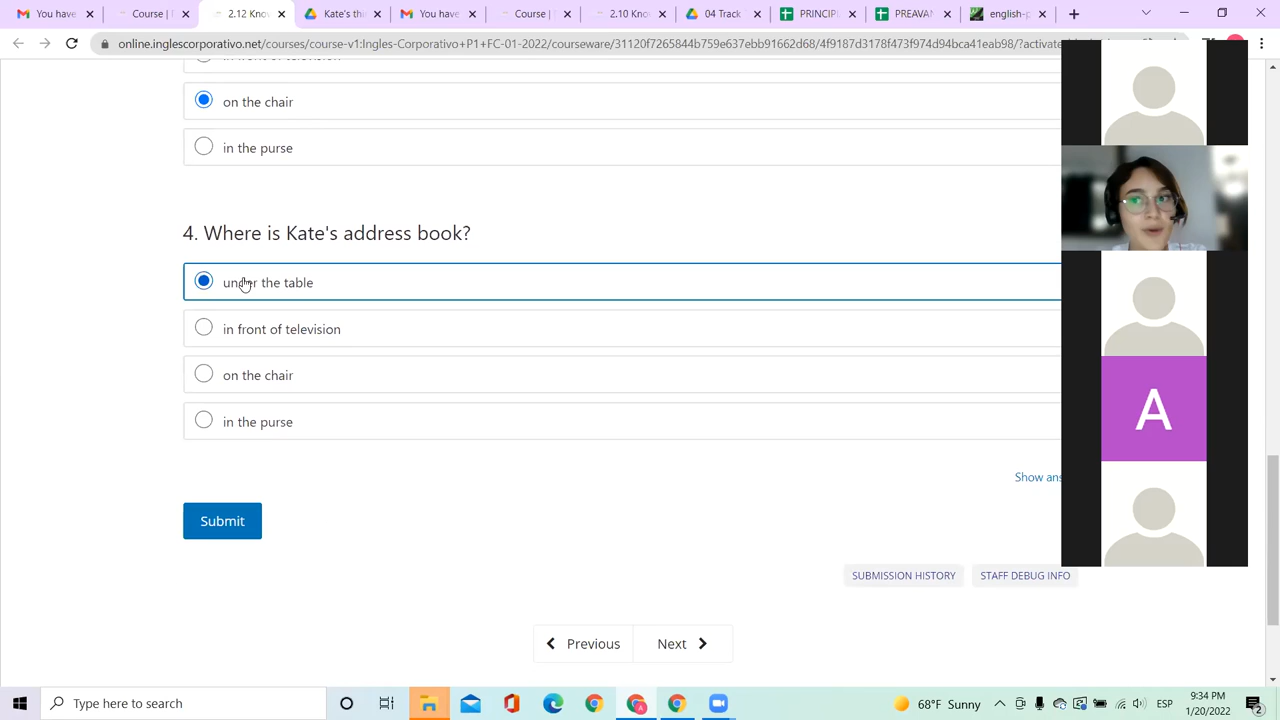 You have
Course |
2.12 Kno
Kate's th
You have
Course | T
2.10 Kno
04 Track
PRINCIPI
PREAVAN
english-p
online.inglescorporativo.net/courses/course-v1:Ingles-Corporativo+P1+FC-01-2022/courseware/31120f7265844b759e637ebb91662d98/4f9187d3178f473f974d94bca41eab98/?activate
on the chair
in the purse
4. Where is Kate's address book?
under the table
in front of television
on the chair
in the purse
Show ans
Submit
SUBMISSION HISTORY
STAFF DEBUG INFO
Previous
Next
A
Type here to search
68°F Sunny
ESP
9:34 PM
1/20/2022
2